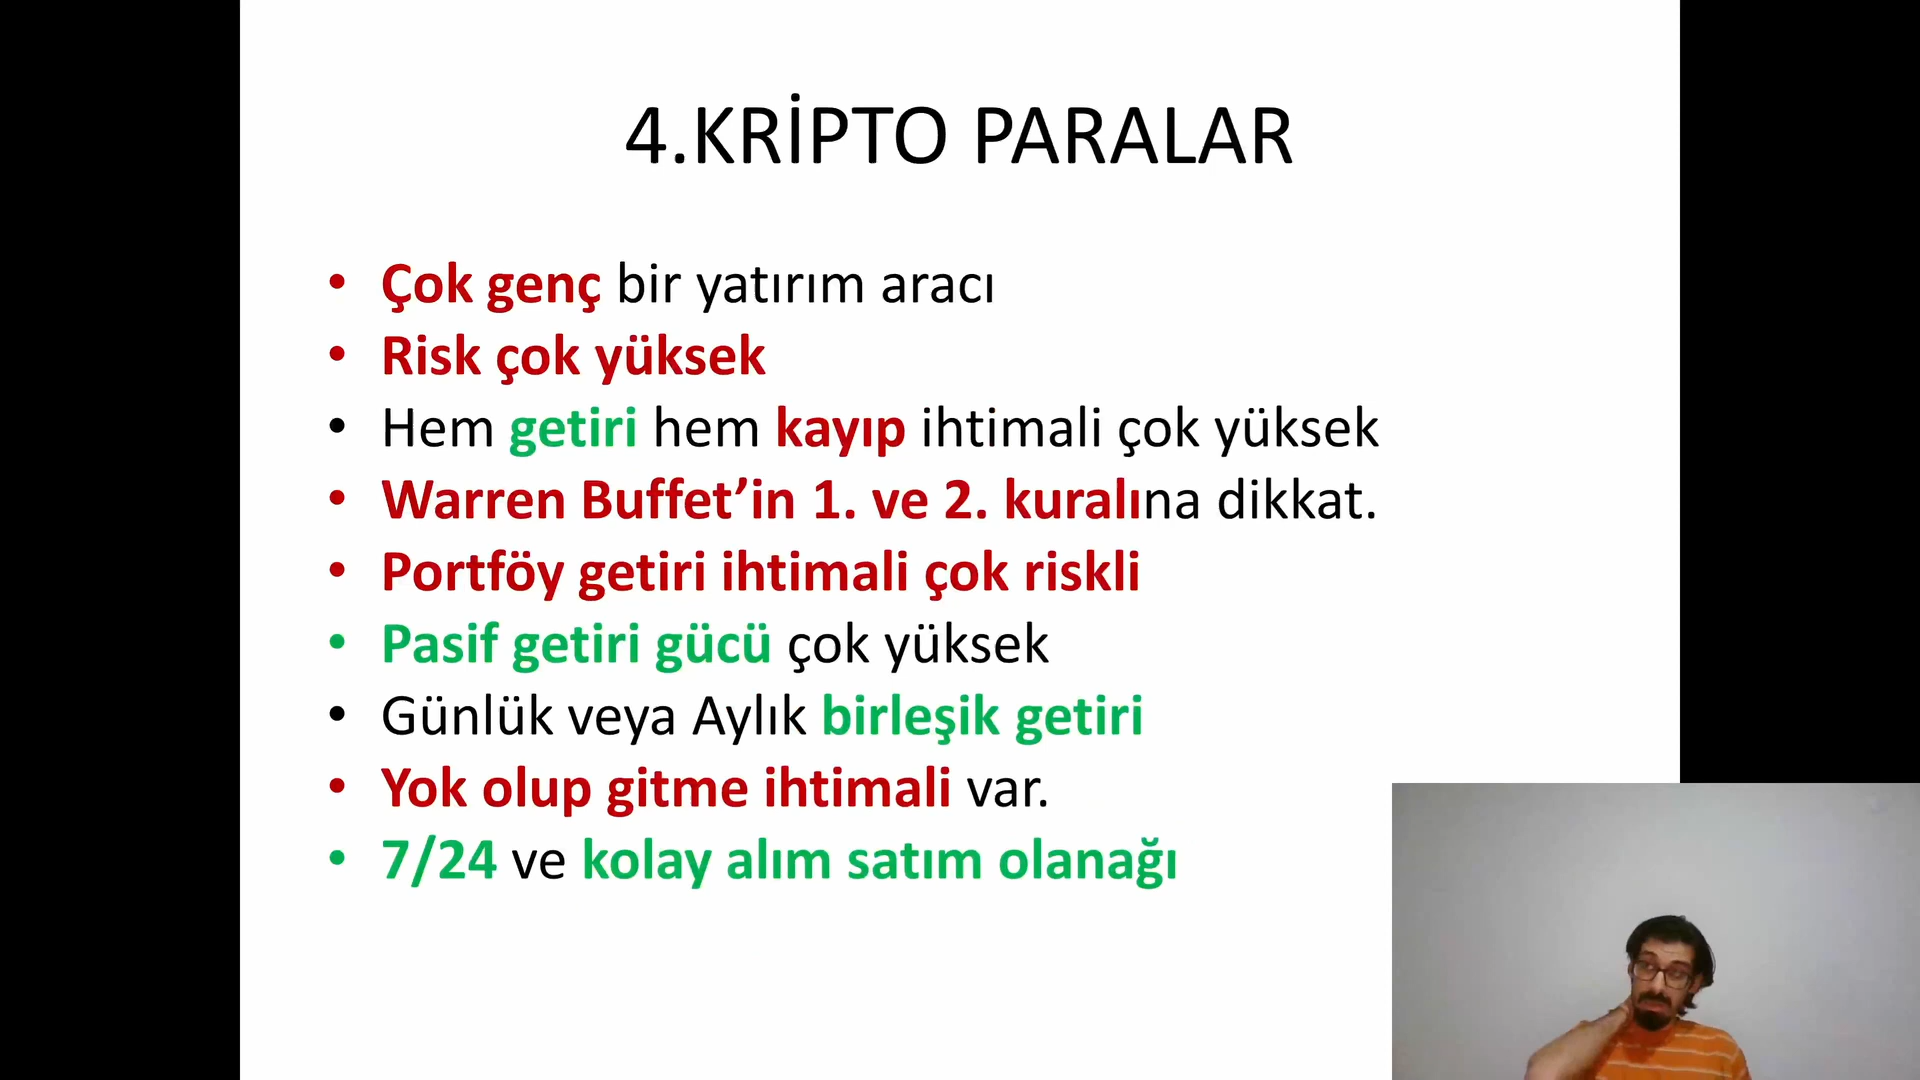 4.KRİPTO PARALAR
• Çok genç bir yatırım aracı
• Risk çok yüksek
• Hem getiri hem kayıp ihtimali çok yüksek
• Warren Buffet’in 1. ve 2. kuralına dikkat.
• Portföy getiri ihtimali çok riskli
• Pasif getiri gücü çok yüksek
• Günlük veya Aylık birleşik getiri
• Yok olup gitme ihtimali var.
• 7/24 ve kolay alım satım olanağı